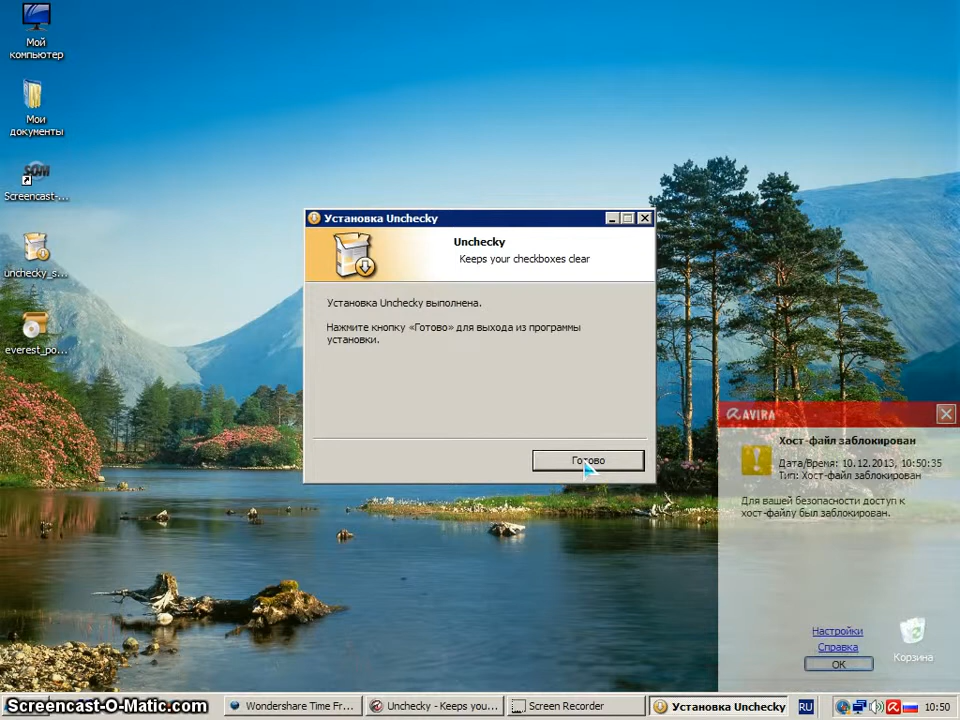 Мой
компьютер
Мои
документы
SOM
Screencast-...
unchecky_s...
everest_po...
Установка Unchecky
Unchecky
Keeps your checkboxes clear
Установка Unchecky выполнена.
Нажмите кнопку «Готово» для выхода из программы
установки.
Готово
AVIRA
Хост-файл заблокирован
Дата/Время: 10.12.2013, 10:50:35
Тип: Хост-файл заблокирован
Для вашей безопасности доступ к
хост-файлу был заблокирован.
Настройки
Справка
OK
Корзина
Screencast-O-Matic.com
Wondershare Time Fr...
Unchecky - Keeps you...
Screen Recorder
Установка Unchecky
RU
10:50